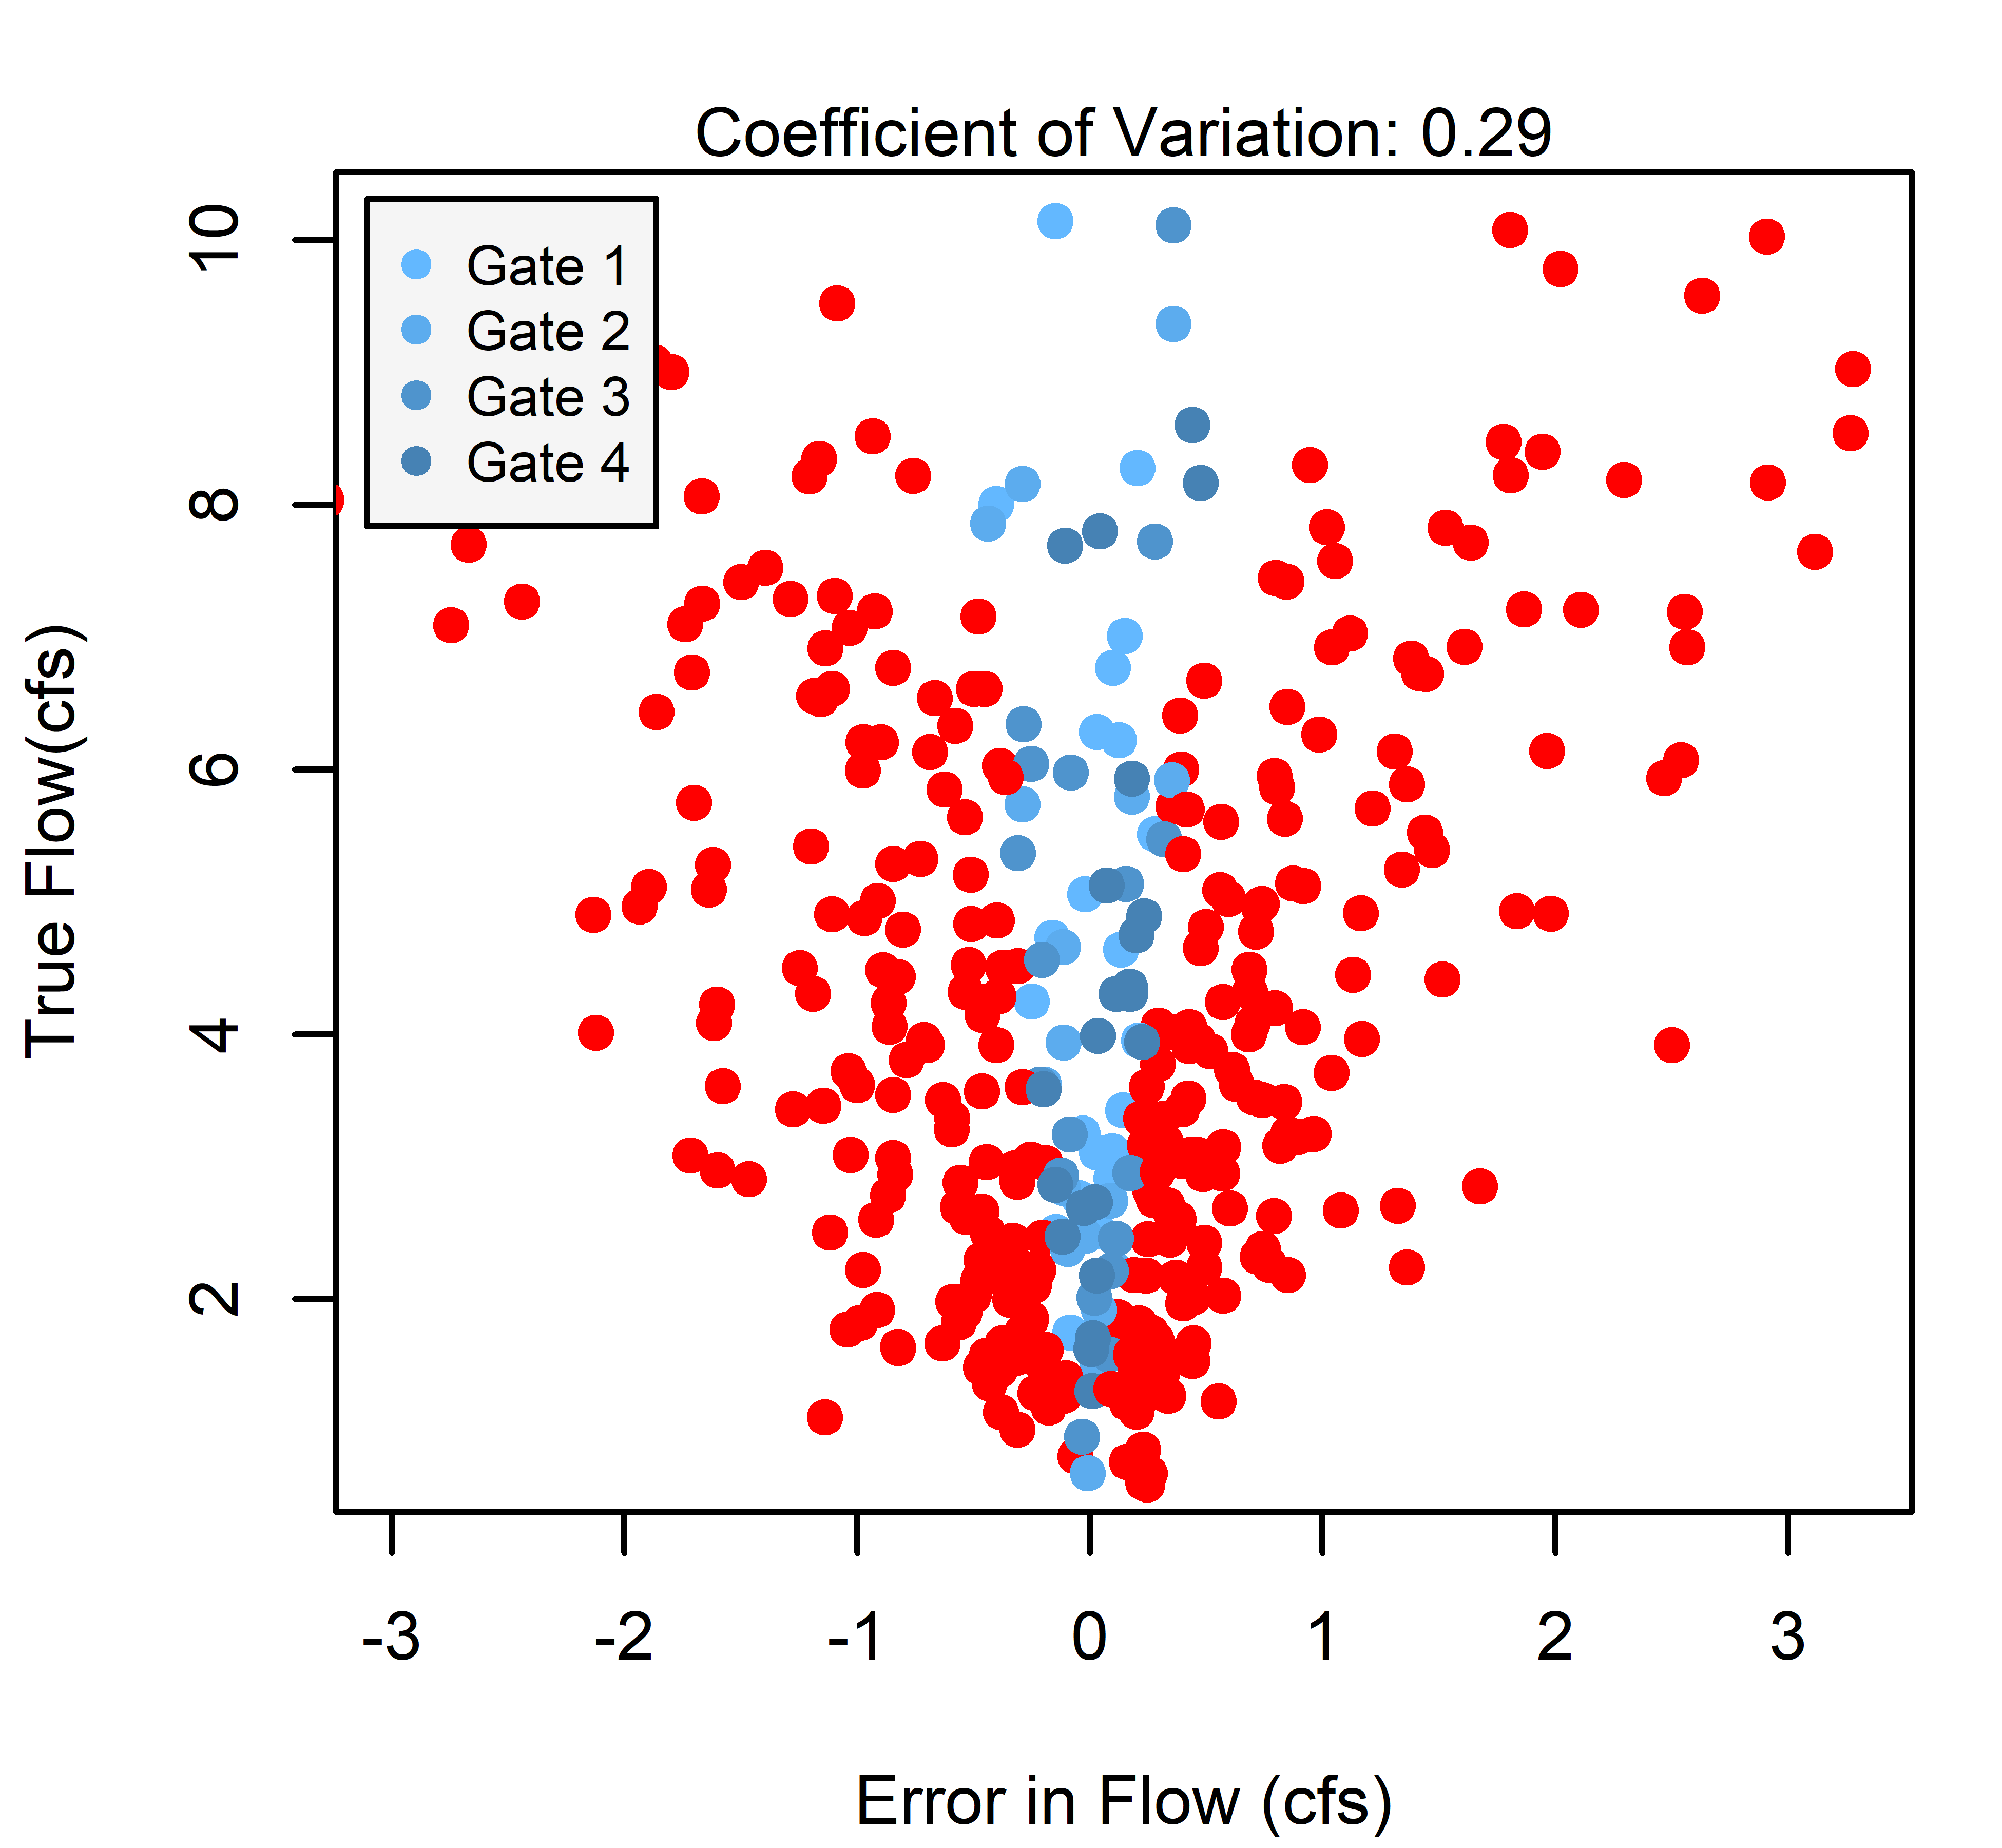 Coefficient of Variation: 0.29
Gate 1
Gate 2
Gate 3
Gate 4
True Flow(cfs)
10
8
6
4
2
-3 -2 -1 0 1 2 3
Error in Flow (cfs)